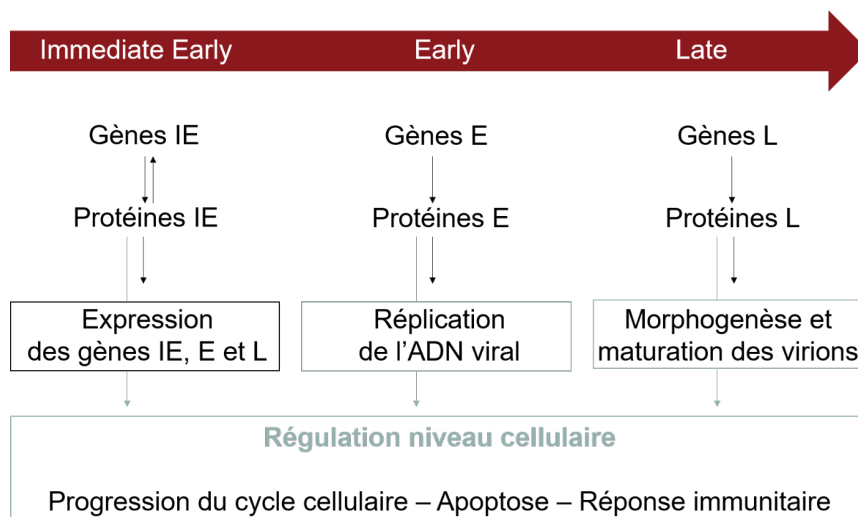 Immediate Early Early Late
Gènes IE Gènes E Gènes L
Protéines IE Protéines E Protéines L
Expression
des gènes IE, E et L
Réplication
de l'ADN viral
Morphogenèse et
maturation des virions
Régulation niveau cellulaire
Progression du cycle cellulaire – Apoptose – Réponse immunitaire